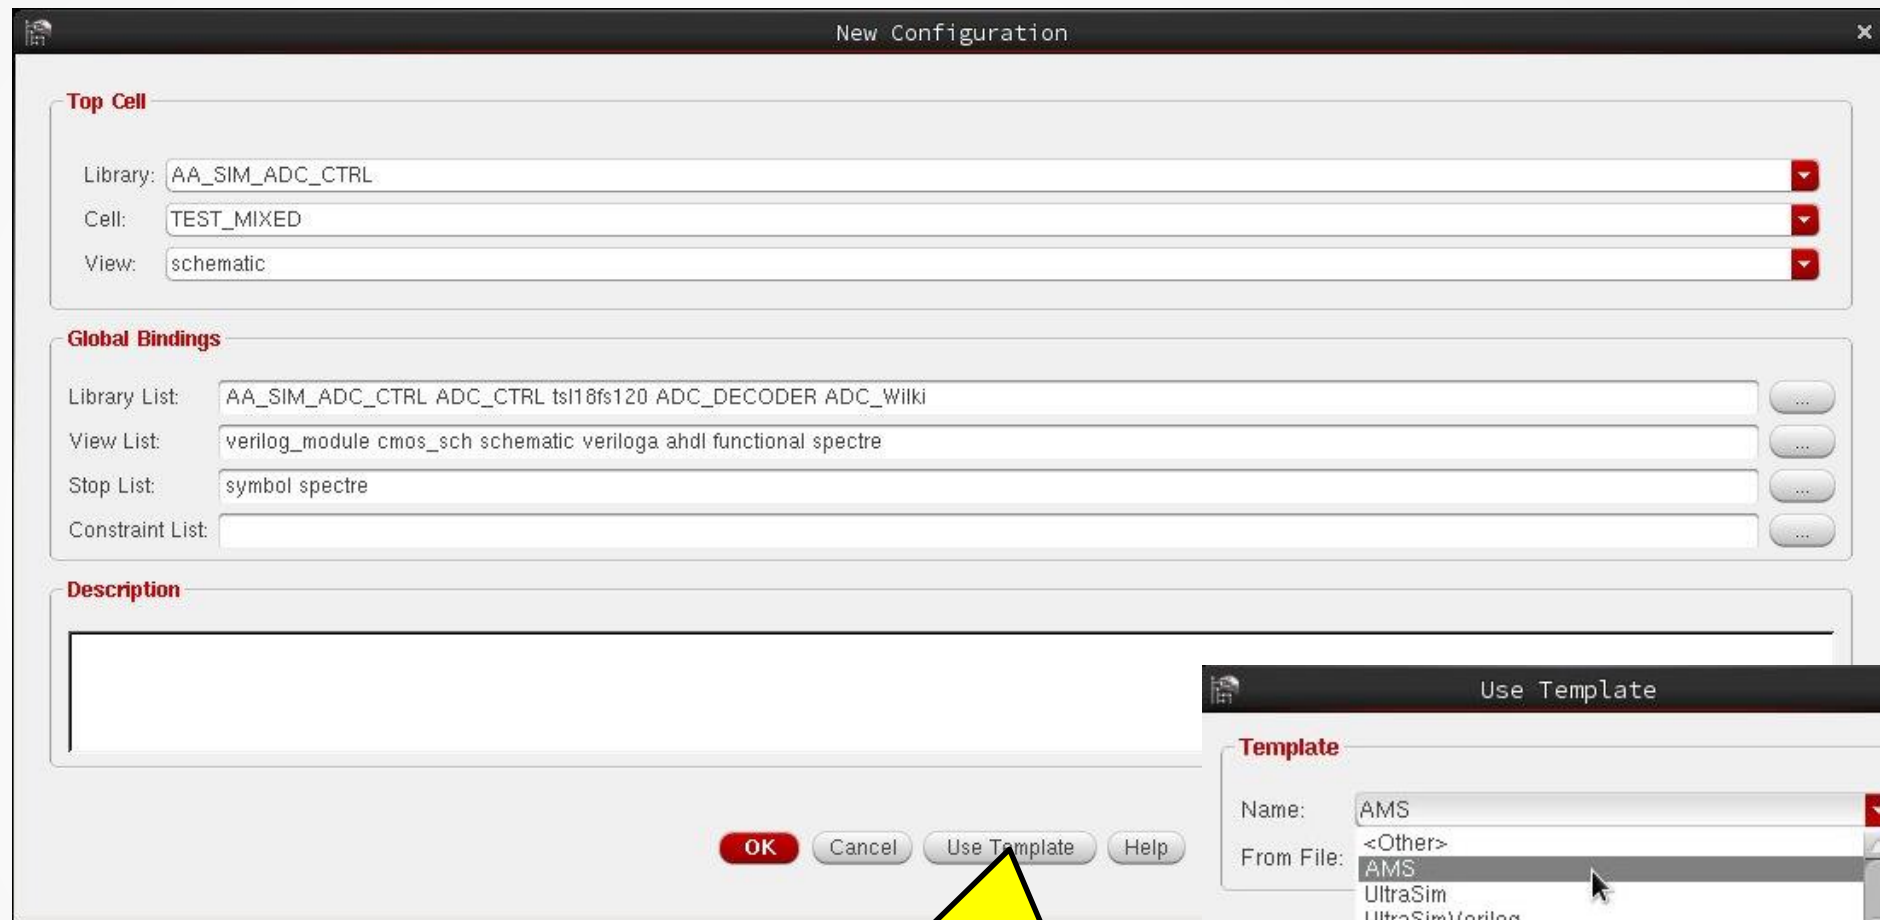 New Configuration
Top Cell
Library: AA_SIM_ADC_CTRL
Cell: TEST_MIXED
View: schematic
Global Bindings
Library List: AA_SIM_ADC_CTRL ADC_CTRL tsl18fs120 ADC_DECODER ADC_Wilki ...
View List: verilog_module cmos_sch schematic veriloga ahdl functional spectre ...
Stop List: symbol spectre ...
Constraint List: ...
Description
OK Cancel Use Template Help
Use Template
Template
Name: AMS
From File:
<Other>
AMS
UltraSim
UltraSimVerilog